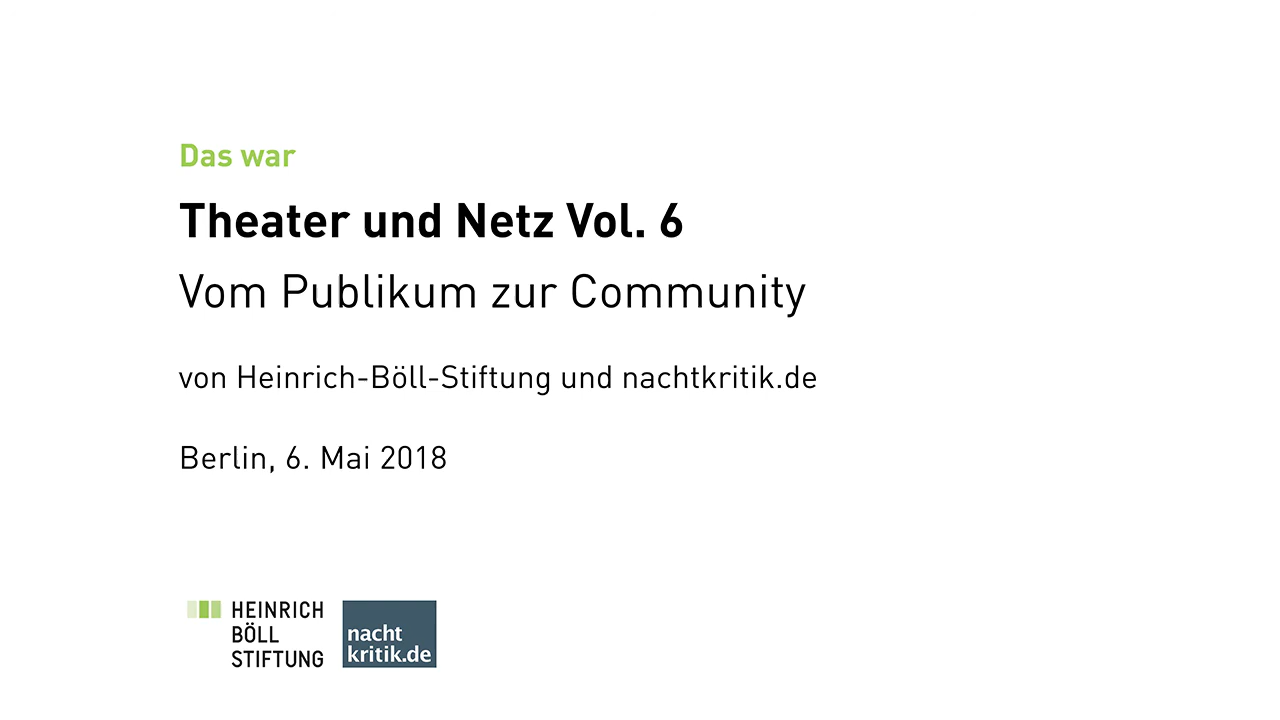 Das war
Theater und Netz Vol. 6
Vom Publikum zur Community
von Heinrich-Böll-Stiftung und nachtkritik.de
Berlin, 6. Mai 2018
HEINRICH
BÖLL
STIFTUNG
nacht
kritik.de